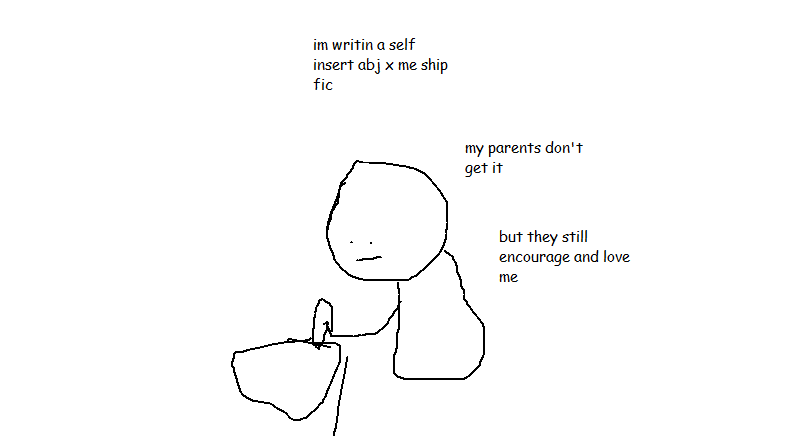 im writin a self
insert abj x me ship
fic
my parents don't
get it
but they still
encourage and love
me